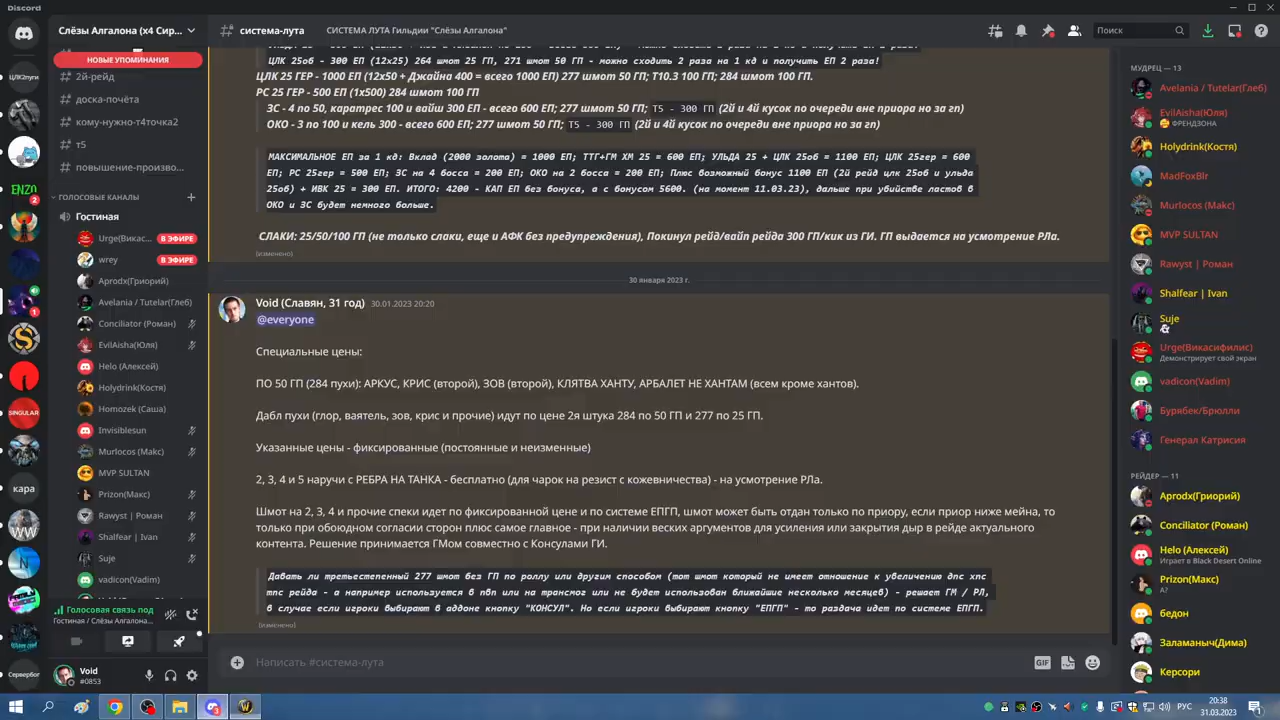 Discord
Слёзы Алгалона (x4 Сир...
НОВЫЕ УПОМИНАНИЯ
2й-рейд
доска-почёта
кому-нужно-т4точка2
т5
повышение-произво...
ГОЛОСОВЫЕ КАНАЛЫ
Гостиная
Urge(Викас... В ЭФИРЕ
wrey В ЭФИРЕ
Aprodx(Гриорий)
Avelania / Tutelar(Глеб)
Conciliator (Роман)
EvilAisha(Юля)
Helo (Алексей)
Holydrink(Костя)
Homozek (Саша)
Invisiblesun
Murlocos (Макс)
MVP SULTAN
Prizon(Макс)
Rawyst | Роман
Shalfear | Ivan
Suje
vadicon(Vadim)
Голосовая связь под
Гостиная / Слёзы Алгалона...
Void
#0853
ЦЛК2пуги
EN20
2
1
SINGULAR
кара
WW
Сервербог
система-лута
СИСТЕМА ЛУТА Гильдии "Слёзы Алгалона"
Поиск
ЦЛК 25об - 300 ЕП (12x25) 264 шмот 25 ГП, 271 шмот 50 ГП - можно сходить 2 раза на 1 кд и получить ЕП 2 раза!
ЦЛК 25 ГЕР - 1000 ЕП (12x50 + Джайна 400 = всего 1000 ЕП) 277 шмот 50 ГП; Т10.3 100 ГП; 284 шмот 100 ГП.
РС 25 ГЕР - 500 ЕП (1x500) 284 шмот 100 ГП
ЗС - 4 по 50, каратрес 100 и вайш 300 ЕП - всего 600 ЕП; 277 шмот 50 ГП; Т5 - 300 ГП (2й и 4й кусок по очереди вне приора но за гп)
ОКО - 3 по 100 и кель 300 - всего 600 ЕП; 277 шмот 50 ГП; Т5 - 300 ГП (2й и 4й кусок по очереди вне приора но за гп)
МАКСИМАЛЬНОЕ ЕП за 1 кд: Вклад (2000 золота) = 1000 ЕП; ТТГ+ГМ ХМ 25 = 600 ЕП; УЛЬДА 25 + ЦЛК 25об = 1100 ЕП; ЦЛК 25гер = 600
ЕП; РС 25гер = 500 ЕП; ЗС на 4 босса = 200 ЕП; ОКО на 2 босса = 200 ЕП; Плюс возможный бонус 1100 ЕП (2й рейд цлк 25об и ульда
25об) + ИВК 25 = 300 ЕП. ИТОГО: 4200 - КАП ЕП без бонуса, а с бонусом 5600. (на момент 11.03.23), дальше при убийстве ластов в
ОКО и ЗС будет немного больше.
СЛАКИ: 25/50/100 ГП (не только слаки, еще и АФК без предупреждения), Покинул рейд/вайп рейда 300 ГП/кик из ГИ. ГП выдается на усмотрение РЛа.
(изменено)
30 января 2023 г.
Void (Славян, 31 год) 30.01.2023 20:20
@everyone
Специальные цены:
ПО 50 ГП (284 пухи): АРКУС, КРИС (второй), ЗОВ (второй), КЛЯТВА ХАНТУ, АРБАЛЕТ НЕ ХАНТАМ (всем кроме хантов).
Дабл пухи (глор, ваятель, зов, крис и прочие) идут по цене 2я штука 284 по 50 ГП и 277 по 25 ГП.
Указанные цены - фиксированные (постоянные и неизменные)
2, 3, 4 и 5 наручи с РЕБРА НА ТАНКА - бесплатно (для чарок на резист с кожевничества) - на усмотрение РЛа.
Шмот на 2, 3, 4 и прочие спеки идет по фиксированной цене и по системе ЕПГП, шмот может быть отдан только по приору, если приор ниже мейна, то
только при обоюдном согласии сторон плюс самое главное - при наличии веских аргументов для усиления или закрытия дыр в рейде актуального
контента. Решение принимается ГМом совместно с Консулами ГИ.
Давать ли третьестепенный 277 шмот без ГП по роллу или другим способом (тот шмот который не имеет отношение к увеличению дпс хпс
тпс рейда - а например используется в пвп или на трансмог или не будет использован ближайшие несколько месяцев) - решает ГМ / РЛ,
в случае если игроки выбирают в аддоне кнопку "КОНСУЛ". Но если игроки выбирают кнопку "ЕПГП" - то раздача идет по системе ЕПГП.
(изменено)
Написать #система-лута
GIF
МУДРЕЦ — 13
Avelania / Tutelar(Глеб)
EvilAisha(Юля)
ФРЕНДЗОНА
Holydrink(Костя)
MadFoxBlr
Murlocos (Макс)
MVP SULTAN
Rawyst | Роман
Shalfear | Ivan
Suje
Urge(Викасифилис)
Демонстрирует свой экран
vadicon(Vadim)
Бурябек/Брюлли
Генерал Катрисия
РЕЙДЕР — 11
Aprodx(Гриорий)
Conciliator (Роман)
Helo (Алексей)
Играет в Black Desert Online
Prizon(Макс)
А?
бедон
Заламаныч(Дима)
Керсори
РУС
20:38
31.03.2023